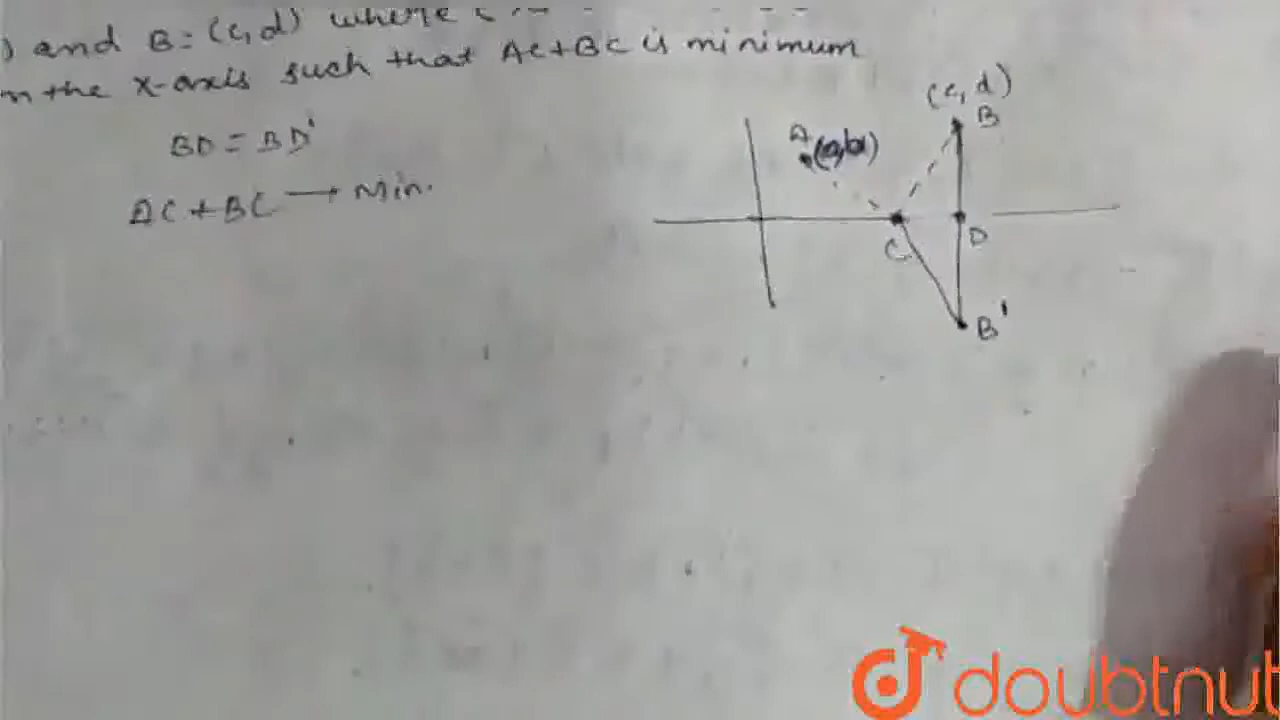 ) and B = (c, d) where c
on the x-axis such that AC+BC is minimum
BD = BD'
AC + BC → Min.
(c, d)
B
A
(a,b)
C
D
B'
doubtnut